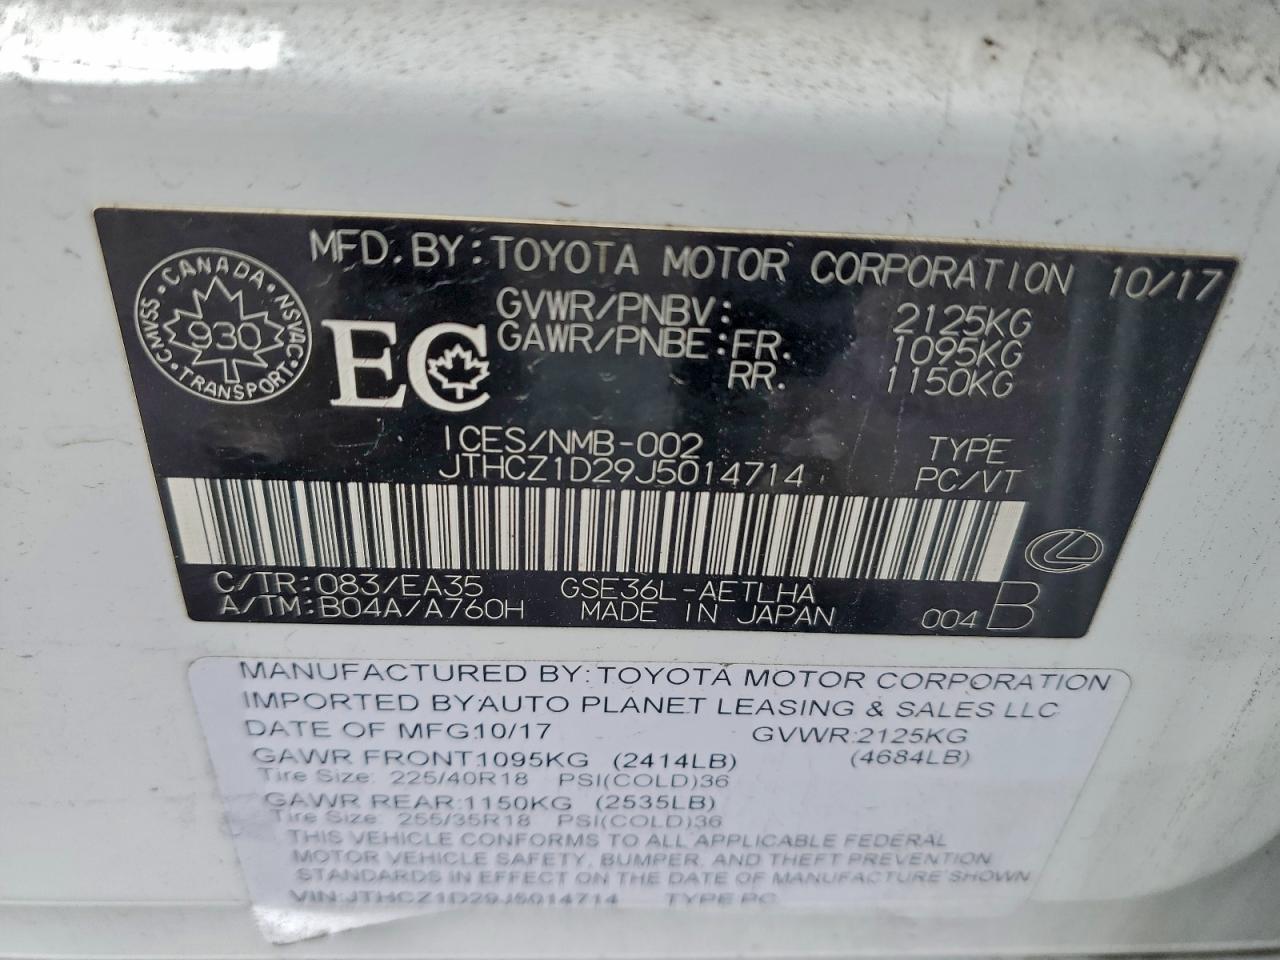 MFD. BY: TOYOTA MOTOR CORPORATION 10/17
CANADA
CMVSS NSVAC
930
TRANSPORT
EC
GVWR/PNBV: 2125KG
GAWR/PNBE: FR. 1095KG
RR. 1150KG
ICES/NMB-002 TYPE
JTHCZ1D29J5014714 PC/VT
C/TR: 083/EA35 GSE36L-AETLHA
A/TM: B04A/A760H MADE IN JAPAN 004 B
MANUFACTURED BY: TOYOTA MOTOR CORPORATION
IMPORTED BY AUTO PLANET LEASING & SALES LLC
DATE OF MFG10/17 GVWR:2125KG
GAWR FRONT1095KG (2414LB) (4684LB)
Tire Size: 225/40R18 PSI(COLD)36
GAWR REAR:1150KG (2535LB)
Tire Size: 255/35R18 PSI(COLD)36
THIS VEHICLE CONFORMS TO ALL APPLICABLE FEDERAL
MOTOR VEHICLE SAFETY, BUMPER, AND THEFT PREVENTION
STANDARDS IN EFFECT ON THE DATE OF MANUFACTURE SHOWN
VIN:JTHCZ1D29J5014714 TYPE PC